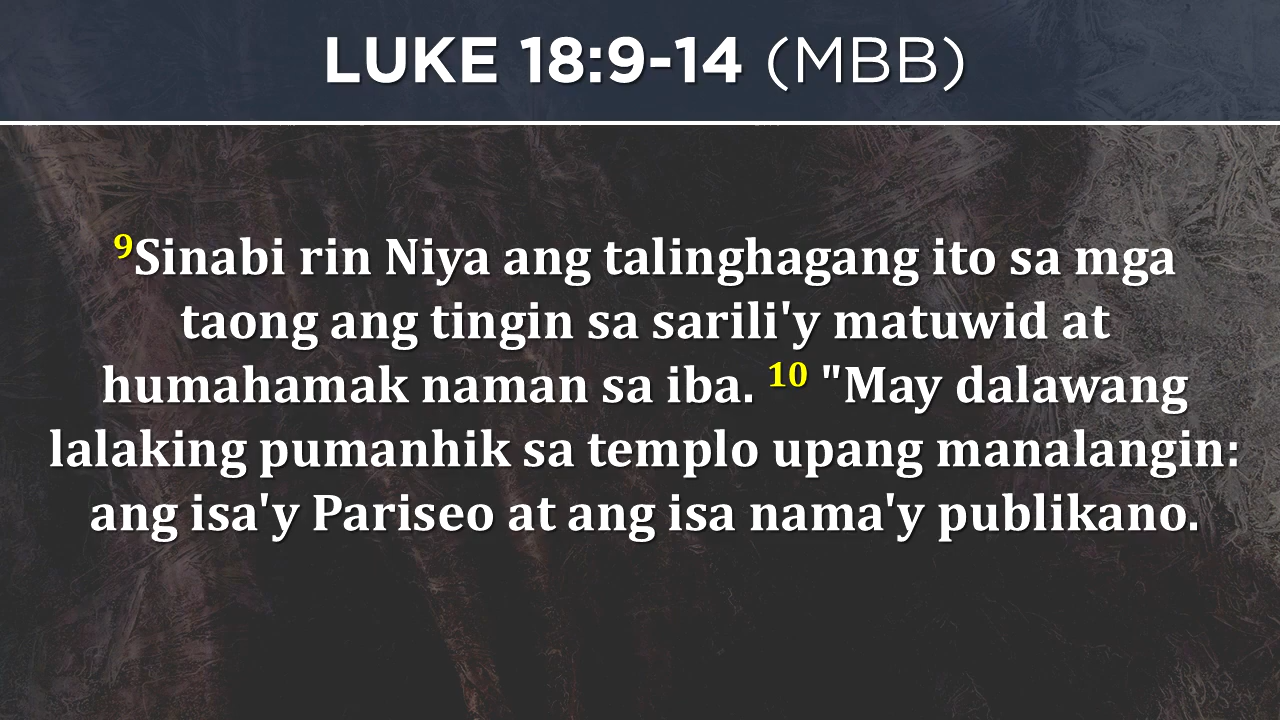 LUKE 18:9-14 (MBB)
9Sinabi rin Niya ang talinghagang ito sa mga
taong ang tingin sa sarili'y matuwid at
humahamak naman sa iba. 10 "May dalawang
lalaking pumanhik sa templo upang manalangin:
ang isa'y Pariseo at ang isa nama'y publikano.